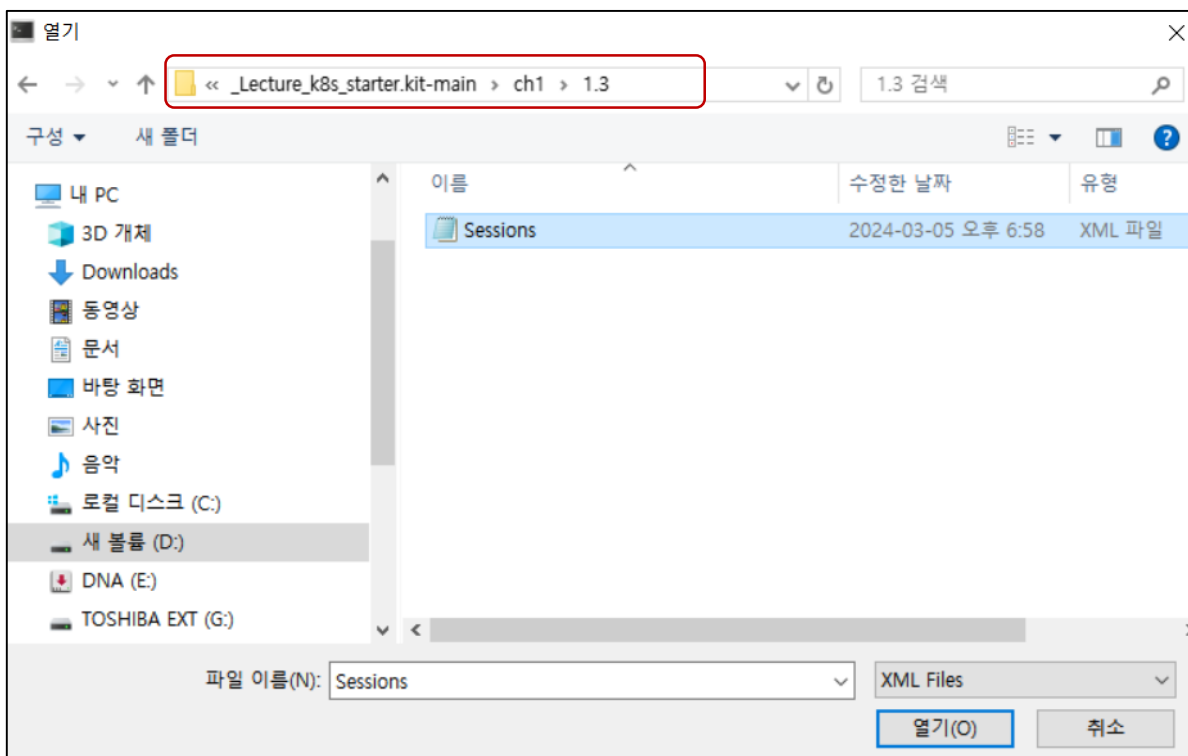 열기
« _Lecture_k8s_starter.kit-main › ch1 › 1.3
1.3 검색
구성
새 폴더
이름
수정한 날짜
유형
Sessions
2024-03-05 오후 6:58
XML 파일
내 PC
3D 개체
Downloads
동영상
문서
바탕 화면
사진
음악
로컬 디스크 (C:)
새 볼륨 (D:)
DNA (E:)
TOSHIBA EXT (G:)
파일 이름(N):
Sessions
XML Files
열기(O)
취소